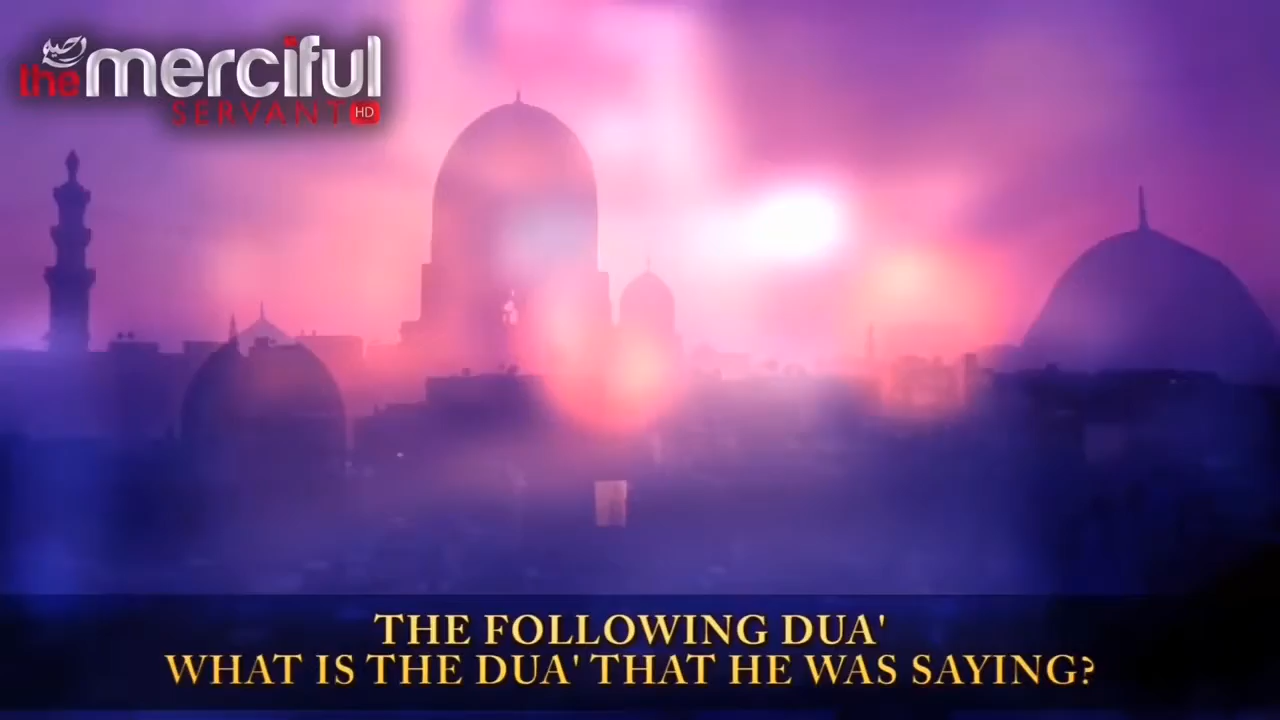 the merciful
SERVANT HD
THE FOLLOWING DUA'
WHAT IS THE DUA' THAT HE WAS SAYING?